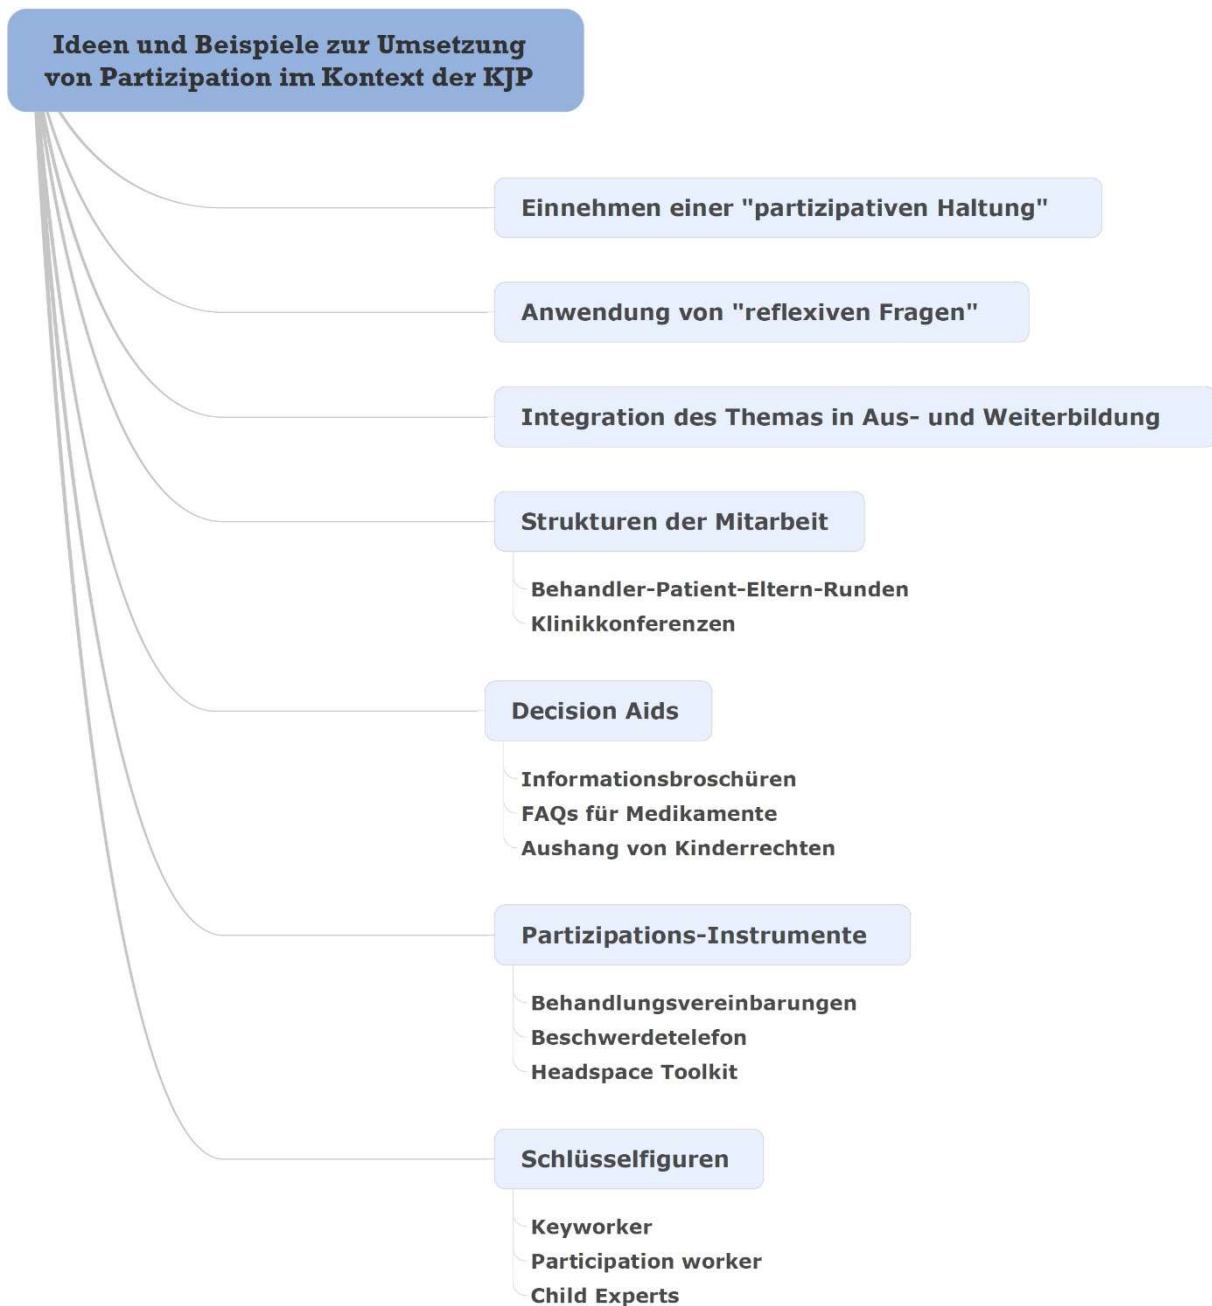 Ideen und Beispiele zur Umsetzung
von Partizipation im Kontext der KJP
Einnehmen einer "partizipativen Haltung"
Anwendung von "reflexiven Fragen"
Integration des Themas in Aus- und Weiterbildung
Strukturen der Mitarbeit
Behandler-Patient-Eltern-Runden
Klinikkonferenzen
Decision Aids
Informationsbroschüren
FAQs für Medikamente
Aushang von Kinderrechten
Partizipations-Instrumente
Behandlungsvereinbarungen
Beschwerdetelefon
Headspace Toolkit
Schlüsselfiguren
Keyworker
Participation worker
Child Experts